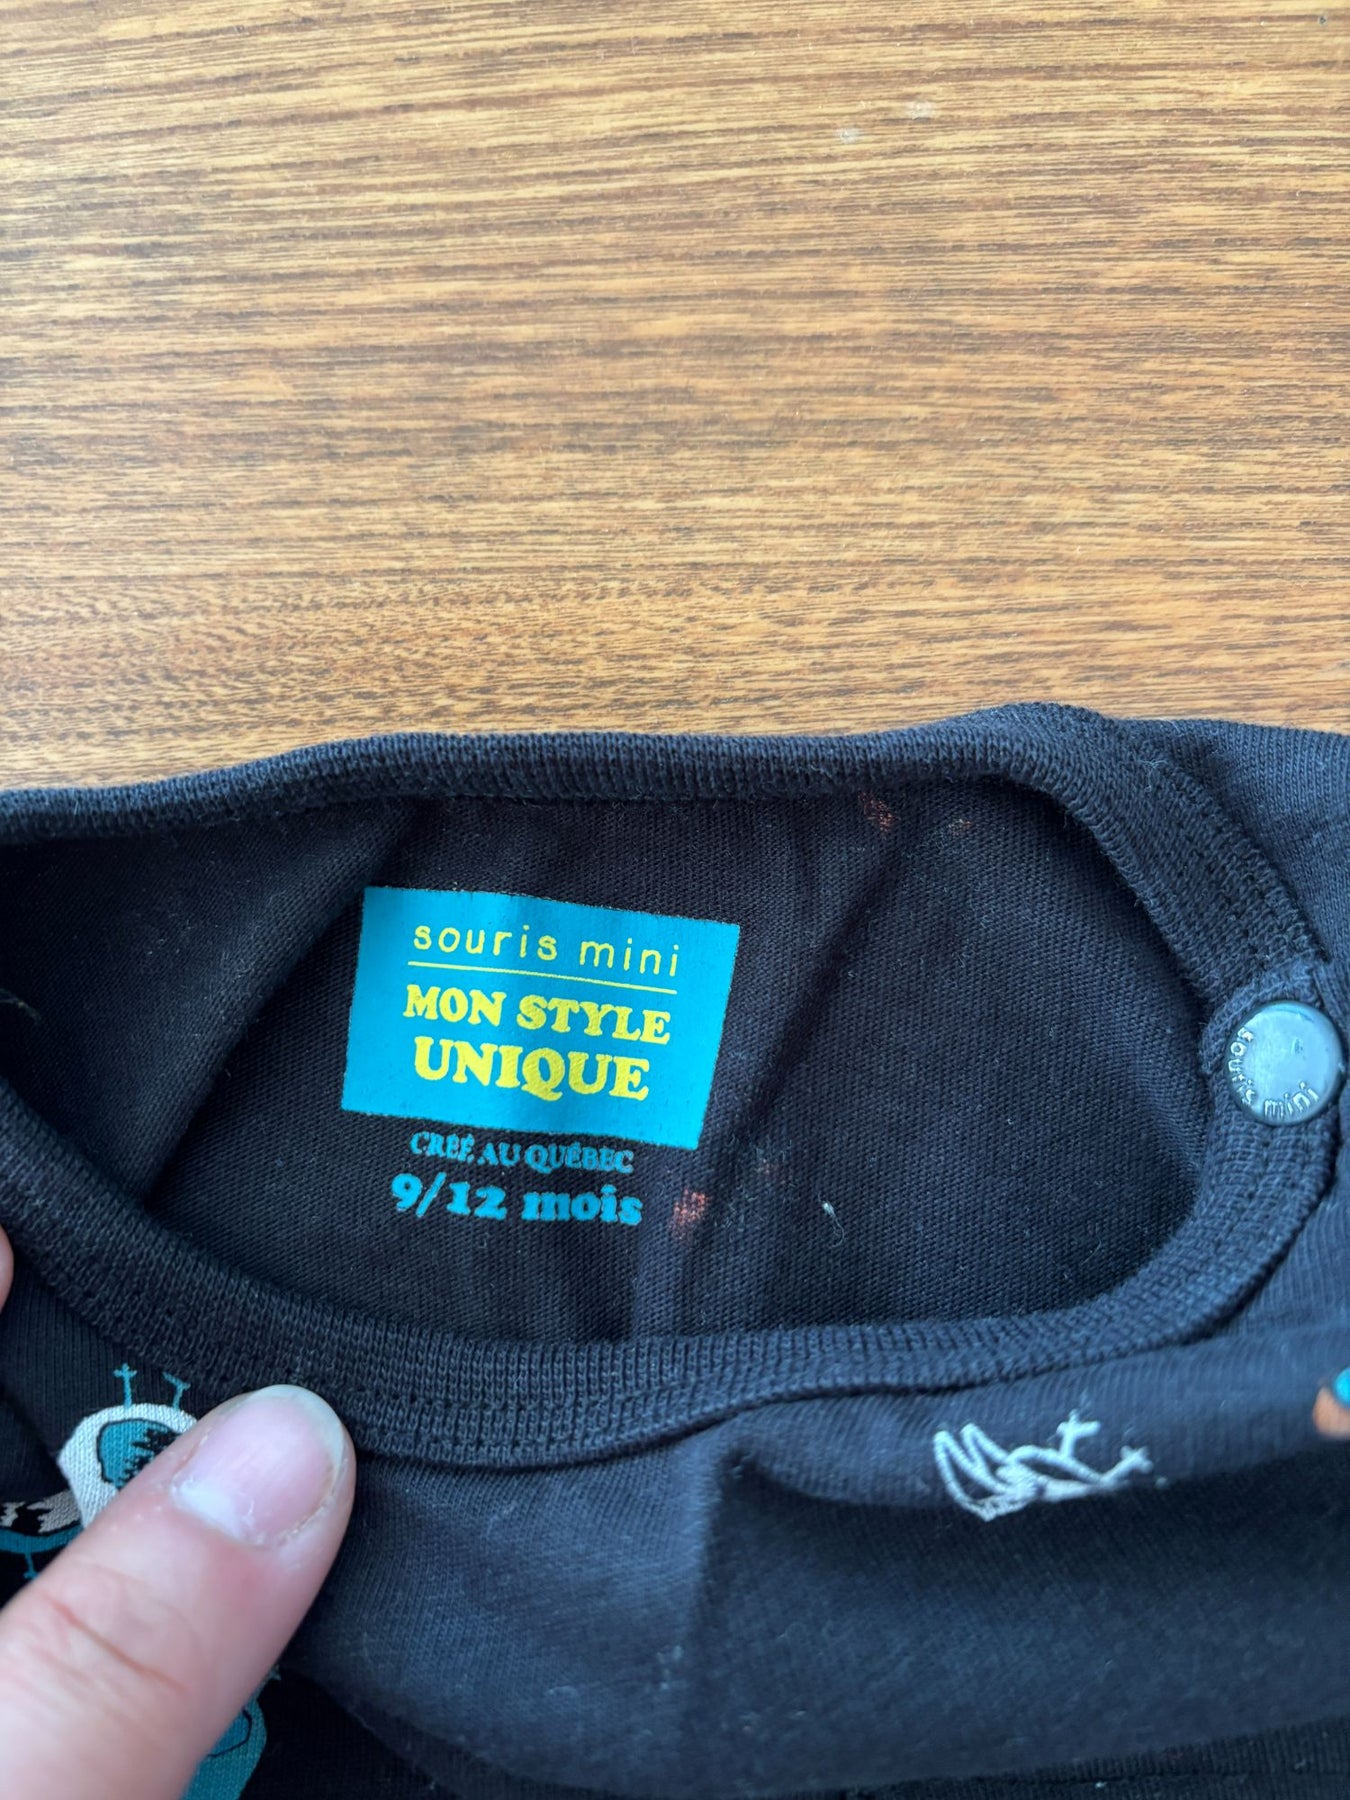 souris mini
MON STYLE
UNIQUE
CRÉÉ AU QUÉBEC
9/12 mois
souris mini